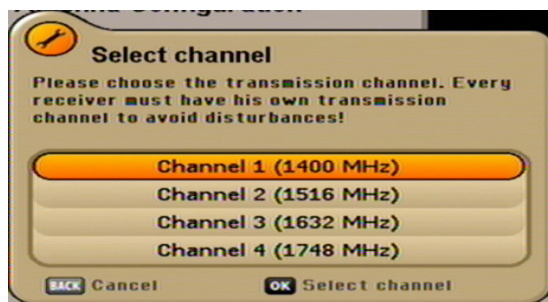 Select channel
Please choose the transmission channel. Every
receiver must have his own transmission
channel to avoid disturbances!
Channel 1 (1400 MHz)
Channel 2 (1516 MHz)
Channel 3 (1632 MHz)
Channel 4 (1748 MHz)
BACK Cancel OK Select channel